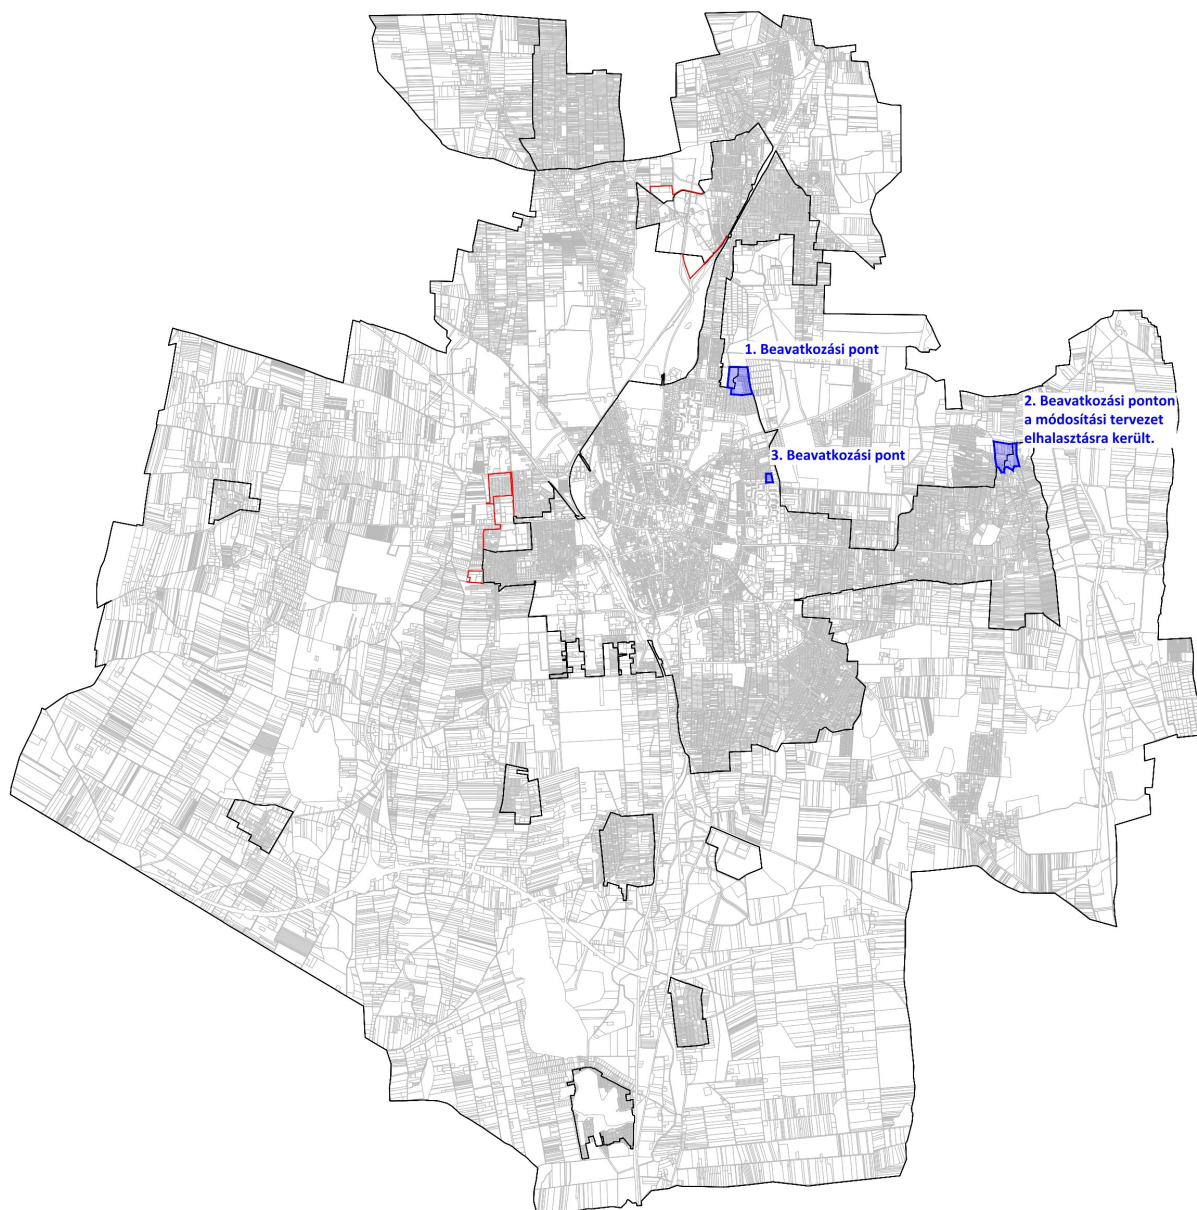 1. Beavatkozási pont
2. Beavatkozási ponton
a módosítási tervezet
elhalasztásra került.
3. Beavatkozási pont